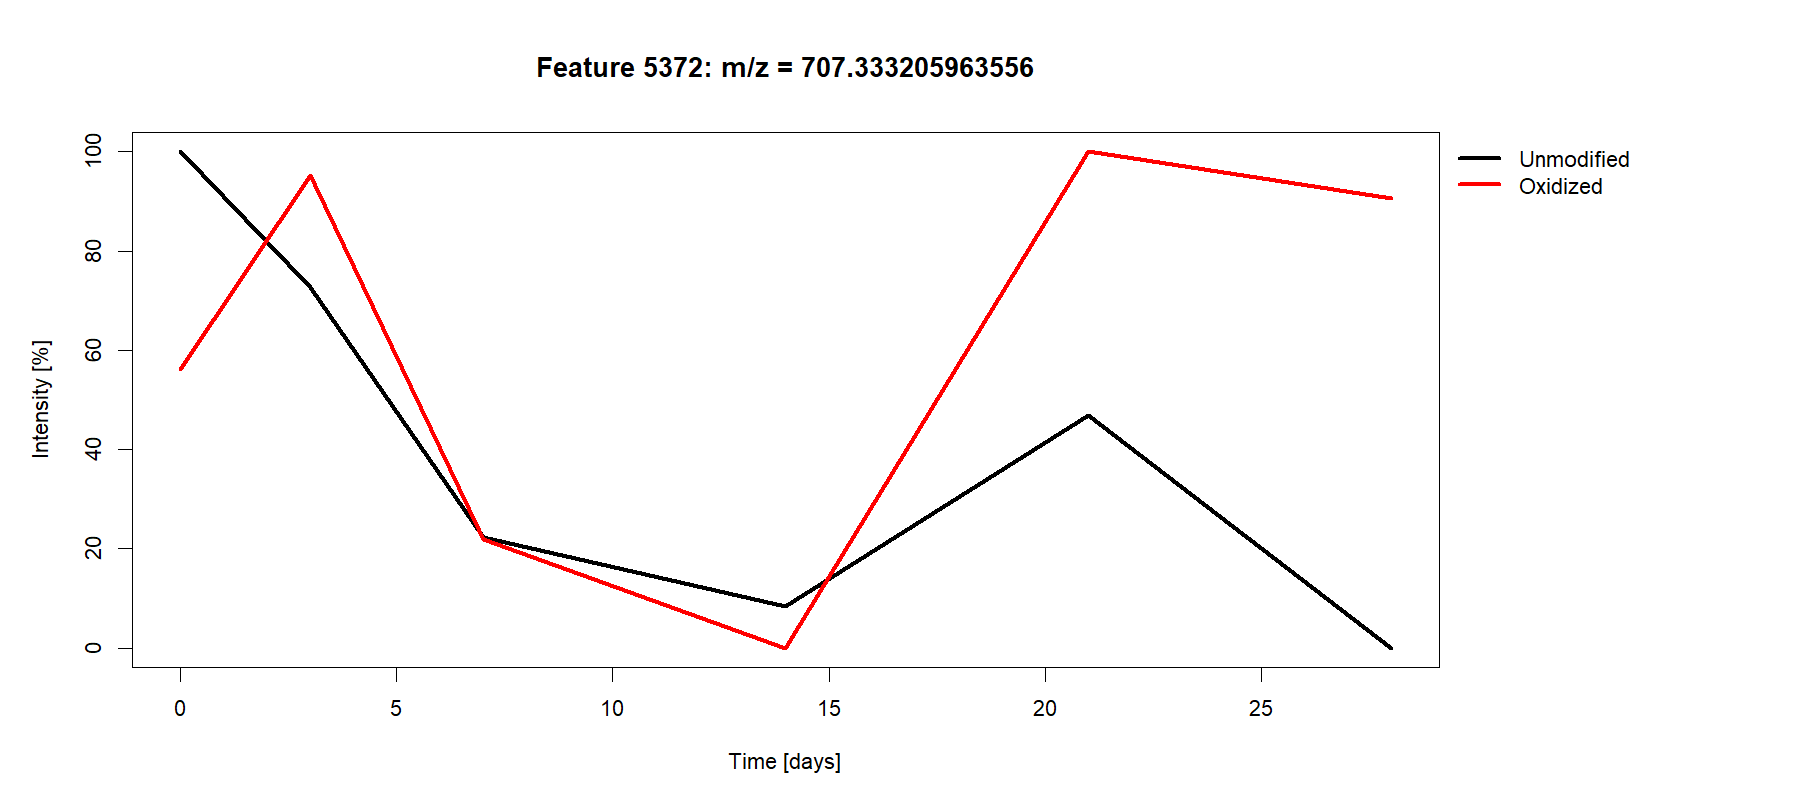 Feature 5372: m/z = 707.333205963556
Unmodified
Oxidized
Intensity [%]
100
80
60
40
20
0
0 5 10 15 20 25
Time [days]